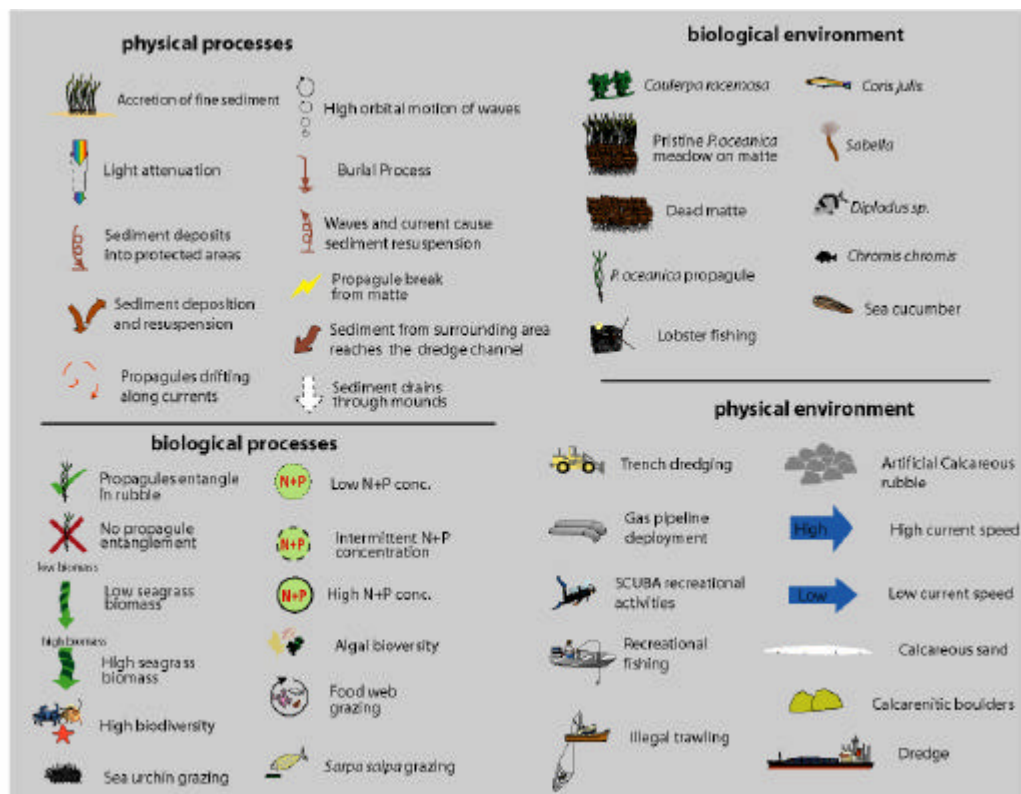 physical processes
Accretion of fine sediment
High orbital motion of waves
Light attenuation
Burial Process
Sediment deposits
into protected areas
Waves and current cause
sediment resuspension
Propagule break
from matte
Sediment deposition
and resuspension
Sediment from surrounding area
reaches the dredge channel
Propagules drifting
along currents
Sediment drains
through mounds
biological environment
Caulerpa racemosa
Coris julis
Pristine P.oceanica
meadow on matte
Sabella
Dead matte
Diplodus sp.
P. oceanica propagule
Chromis chromis
Sea cucumber
Lobster fishing
biological processes
Propagules entangle
in rubble
N+P
Low N+P conc.
No propagule
entanglement
N+P
Intermittent N+P
concentration
low biomass
Low seagrass
biomass
N+P
High N+P conc.
high biomass
High seagrass
biomass
Algal bioversity
High biodiversity
Food web
grazing
Sea urchin grazing
Sarpa salpa grazing
physical environment
Trench dredging
Artificial Calcareous
rubble
Gas pipeline
deployment
High
High current speed
SCUBA recreational
activities
Low
Low current speed
Recreational
fishing
Calcareous sand
Calcarenitic boulders
Illegal trawling
Dredge